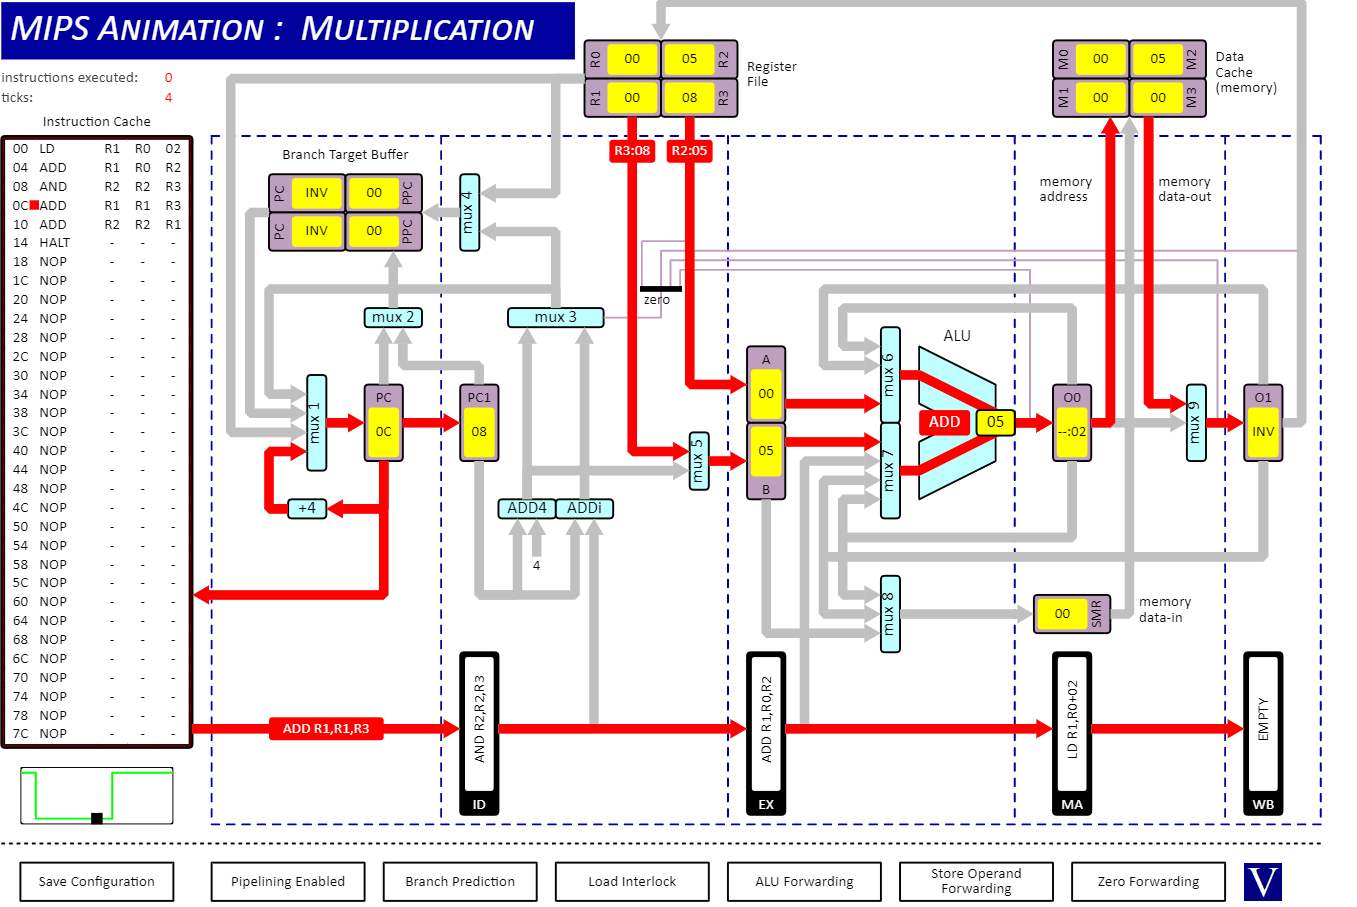 MIPS ANIMATION : MULTIPLICATION
instructions executed: 0
ticks: 4
Instruction Cache
00 LD R1 R0 02
04 ADD R1 R0 R2
08 AND R2 R2 R3
0C ADD R1 R1 R3
10 ADD R2 R2 R1
14 HALT - - -
18 NOP - - -
1C NOP - - -
20 NOP - - -
24 NOP - - -
28 NOP - - -
2C NOP - - -
30 NOP - - -
34 NOP - - -
38 NOP - - -
3C NOP - - -
40 NOP - - -
44 NOP - - -
48 NOP - - -
4C NOP - - -
50 NOP - - -
54 NOP - - -
58 NOP - - -
5C NOP - - -
60 NOP - - -
64 NOP - - -
68 NOP - - -
6C NOP - - -
70 NOP - - -
74 NOP - - -
78 NOP - - -
7C NOP - - -
R0 00 05 R2
R1 00 08 R3
Register
File
M0 00 05 M2
M1 00 00 M3
Data
Cache
(memory)
Branch Target Buffer
PC INV 00 PPC
PC INV 00 PPC
mux 4
R3:08
R2:05
memory
address
memory
data-out
zero
mux 2
mux 3
mux 1
PC
0C
PC1
08
+4
ADD4
ADDi
4
mux 5
A
00
05
B
mux 6
mux 7
ALU
ADD
05
O0
--:02
mux 9
O1
INV
mux 8
00 SMR
memory
data-in
ADD R1,R1,R3
AND R2,R2,R3
ID
ADD R1,R0,R2
EX
LD R1,R0+02
MA
EMPTY
WB
Save Configuration
Pipelining Enabled
Branch Prediction
Load Interlock
ALU Forwarding
Store Operand
Forwarding
Zero Forwarding
V